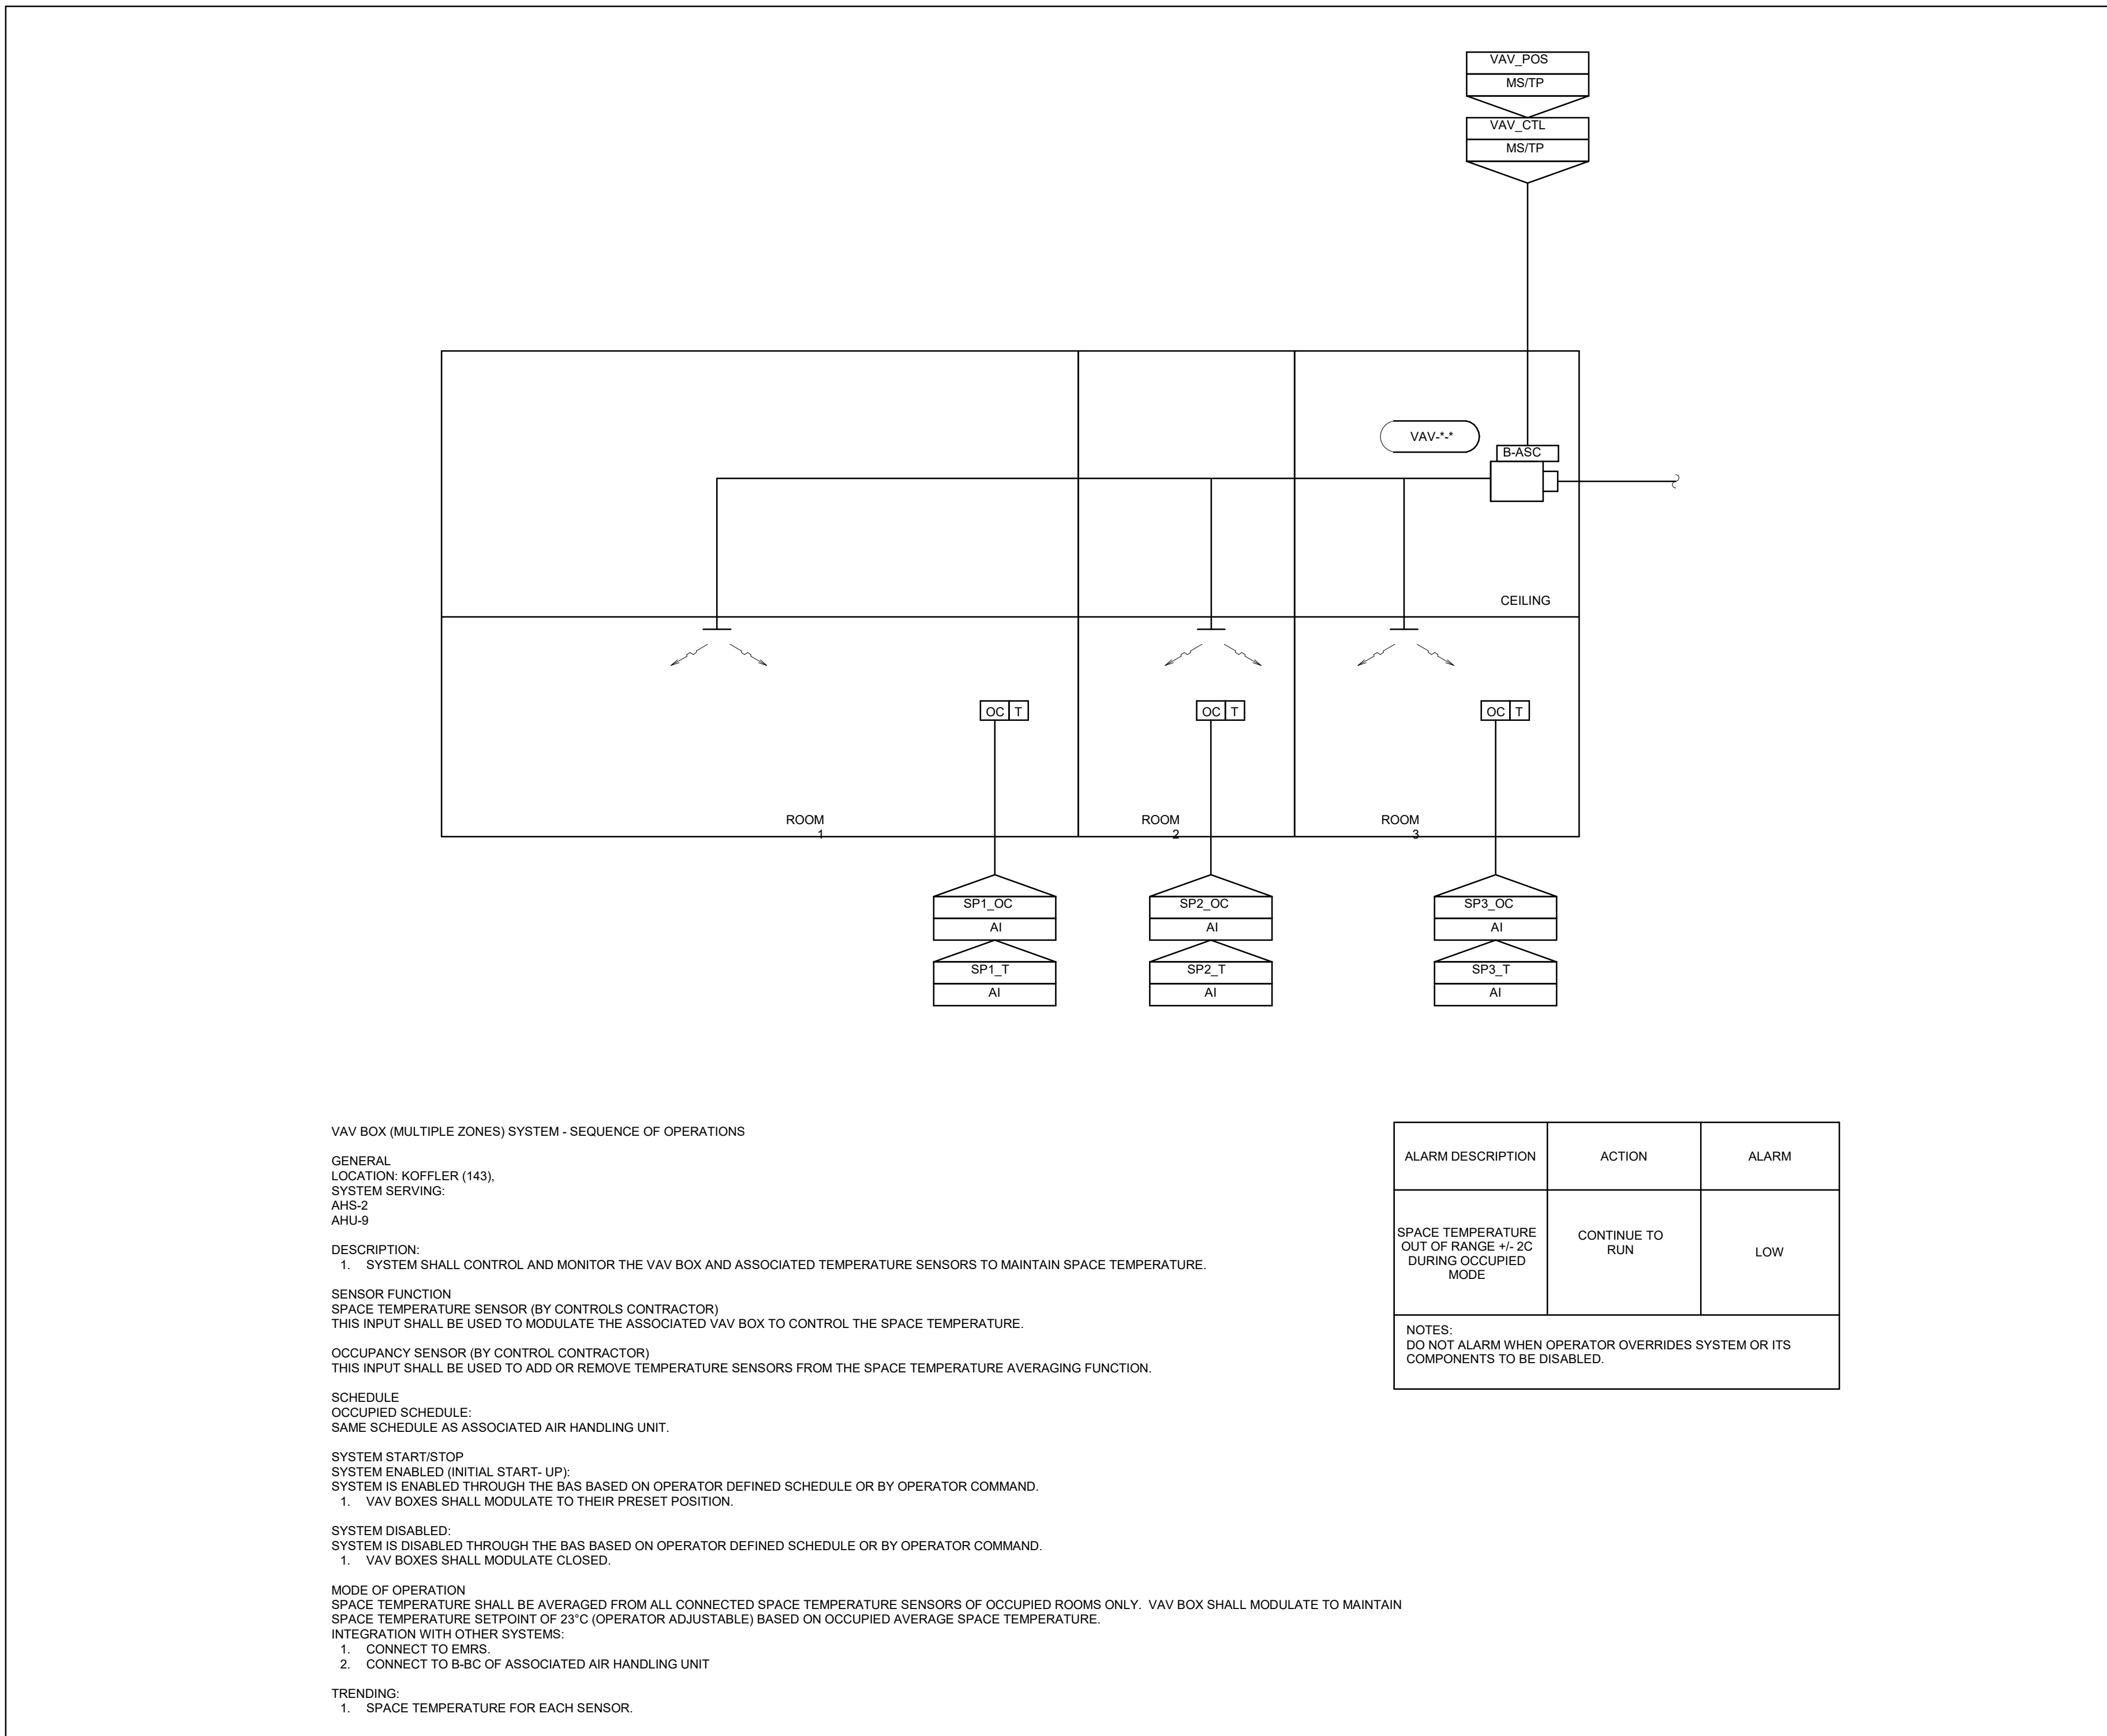 VAV_POS
MS/TP
VAV_CTL
MS/TP
VAV-*-*
B-ASC
CEILING
OC T
OC T
OC T
ROOM
1
ROOM
2
ROOM
3
SP1_OC
AI
SP1_T
AI
SP2_OC
AI
SP2_T
AI
SP3_OC
AI
SP3_T
AI
VAV BOX (MULTIPLE ZONES) SYSTEM - SEQUENCE OF OPERATIONS
GENERAL
LOCATION: KOFFLER (143),
SYSTEM SERVING:
AHS-2
AHU-9
DESCRIPTION:
1. SYSTEM SHALL CONTROL AND MONITOR THE VAV BOX AND ASSOCIATED TEMPERATURE SENSORS TO MAINTAIN SPACE TEMPERATURE.
SENSOR FUNCTION
SPACE TEMPERATURE SENSOR (BY CONTROLS CONTRACTOR)
THIS INPUT SHALL BE USED TO MODULATE THE ASSOCIATED VAV BOX TO CONTROL THE SPACE TEMPERATURE.
OCCUPANCY SENSOR (BY CONTROL CONTRACTOR)
THIS INPUT SHALL BE USED TO ADD OR REMOVE TEMPERATURE SENSORS FROM THE SPACE TEMPERATURE AVERAGING FUNCTION.
SCHEDULE
OCCUPIED SCHEDULE:
SAME SCHEDULE AS ASSOCIATED AIR HANDLING UNIT.
SYSTEM START/STOP
SYSTEM ENABLED (INITIAL START- UP):
SYSTEM IS ENABLED THROUGH THE BAS BASED ON OPERATOR DEFINED SCHEDULE OR BY OPERATOR COMMAND.
1. VAV BOXES SHALL MODULATE TO THEIR PRESET POSITION.
SYSTEM DISABLED:
SYSTEM IS DISABLED THROUGH THE BAS BASED ON OPERATOR DEFINED SCHEDULE OR BY OPERATOR COMMAND.
1. VAV BOXES SHALL MODULATE CLOSED.
MODE OF OPERATION
SPACE TEMPERATURE SHALL BE AVERAGED FROM ALL CONNECTED SPACE TEMPERATURE SENSORS OF OCCUPIED ROOMS ONLY. VAV BOX SHALL MODULATE TO MAINTAIN
SPACE TEMPERATURE SETPOINT OF 23°C (OPERATOR ADJUSTABLE) BASED ON OCCUPIED AVERAGE SPACE TEMPERATURE.
INTEGRATION WITH OTHER SYSTEMS:
1. CONNECT TO EMRS.
2. CONNECT TO B-BC OF ASSOCIATED AIR HANDLING UNIT
TRENDING:
1. SPACE TEMPERATURE FOR EACH SENSOR.
ALARM DESCRIPTION
ACTION
ALARM
SPACE TEMPERATURE
OUT OF RANGE +/- 2C
DURING OCCUPIED
MODE
CONTINUE TO
RUN
LOW
NOTES:
DO NOT ALARM WHEN OPERATOR OVERRIDES SYSTEM OR ITS
COMPONENTS TO BE DISABLED.